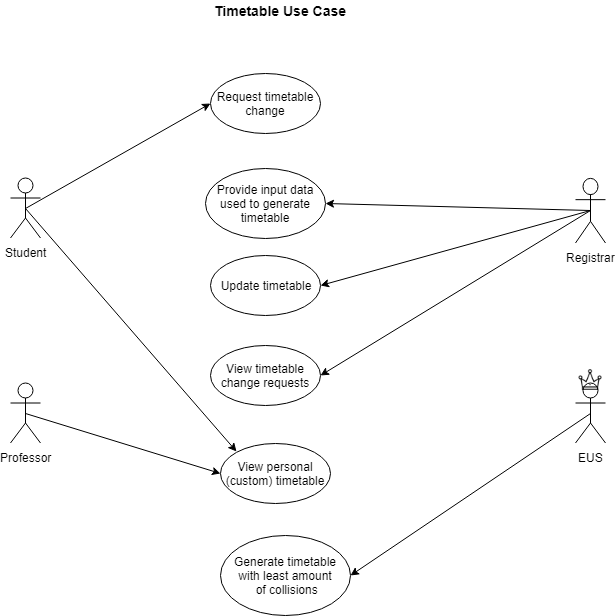 Timetable Use Case
Request timetable
change
Provide input data
used to generate
timetable
Student
Registrar
Update timetable
View timetable
change requests
Professor
EUS
View personal
(custom) timetable
Generate timetable
with least amount
of collisions